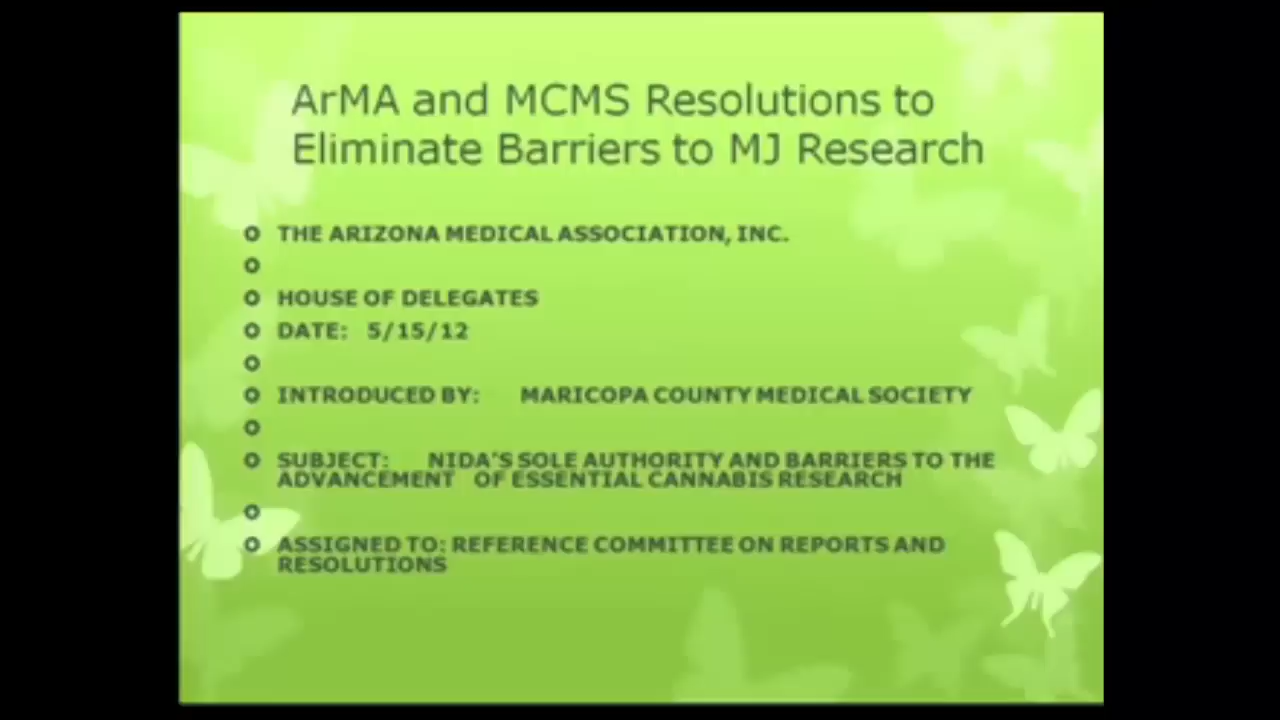 ArMA and MCMS Resolutions to
Eliminate Barriers to MJ Research
THE ARIZONA MEDICAL ASSOCIATION, INC.
HOUSE OF DELEGATES
DATE: 5/15/12
INTRODUCED BY: MARICOPA COUNTY MEDICAL SOCIETY
SUBJECT: NIDA'S SOLE AUTHORITY AND BARRIERS TO THE
ADVANCEMENT OF ESSENTIAL CANNABIS RESEARCH
ASSIGNED TO: REFERENCE COMMITTEE ON REPORTS AND
RESOLUTIONS